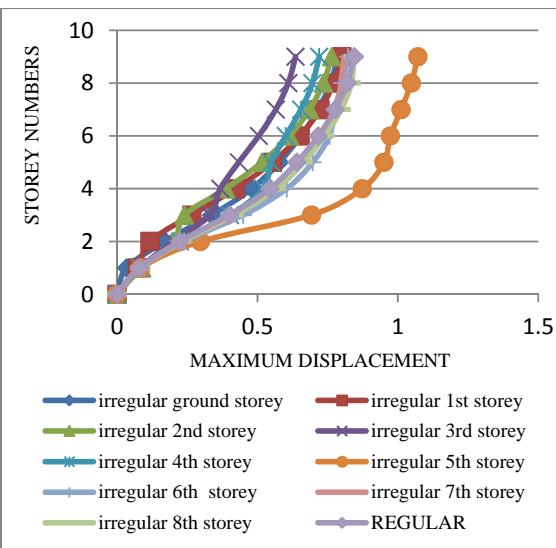 STOREY NUMBERS
10
8
6
4
2
0
0 0.5 1 1.5
MAXIMUM DISPLACEMENT
irregular ground storey irregular 1st storey
irregular 2nd storey irregular 3rd storey
irregular 4th storey irregular 5th storey
irregular 6th storey irregular 7th storey
irregular 8th storey REGULAR